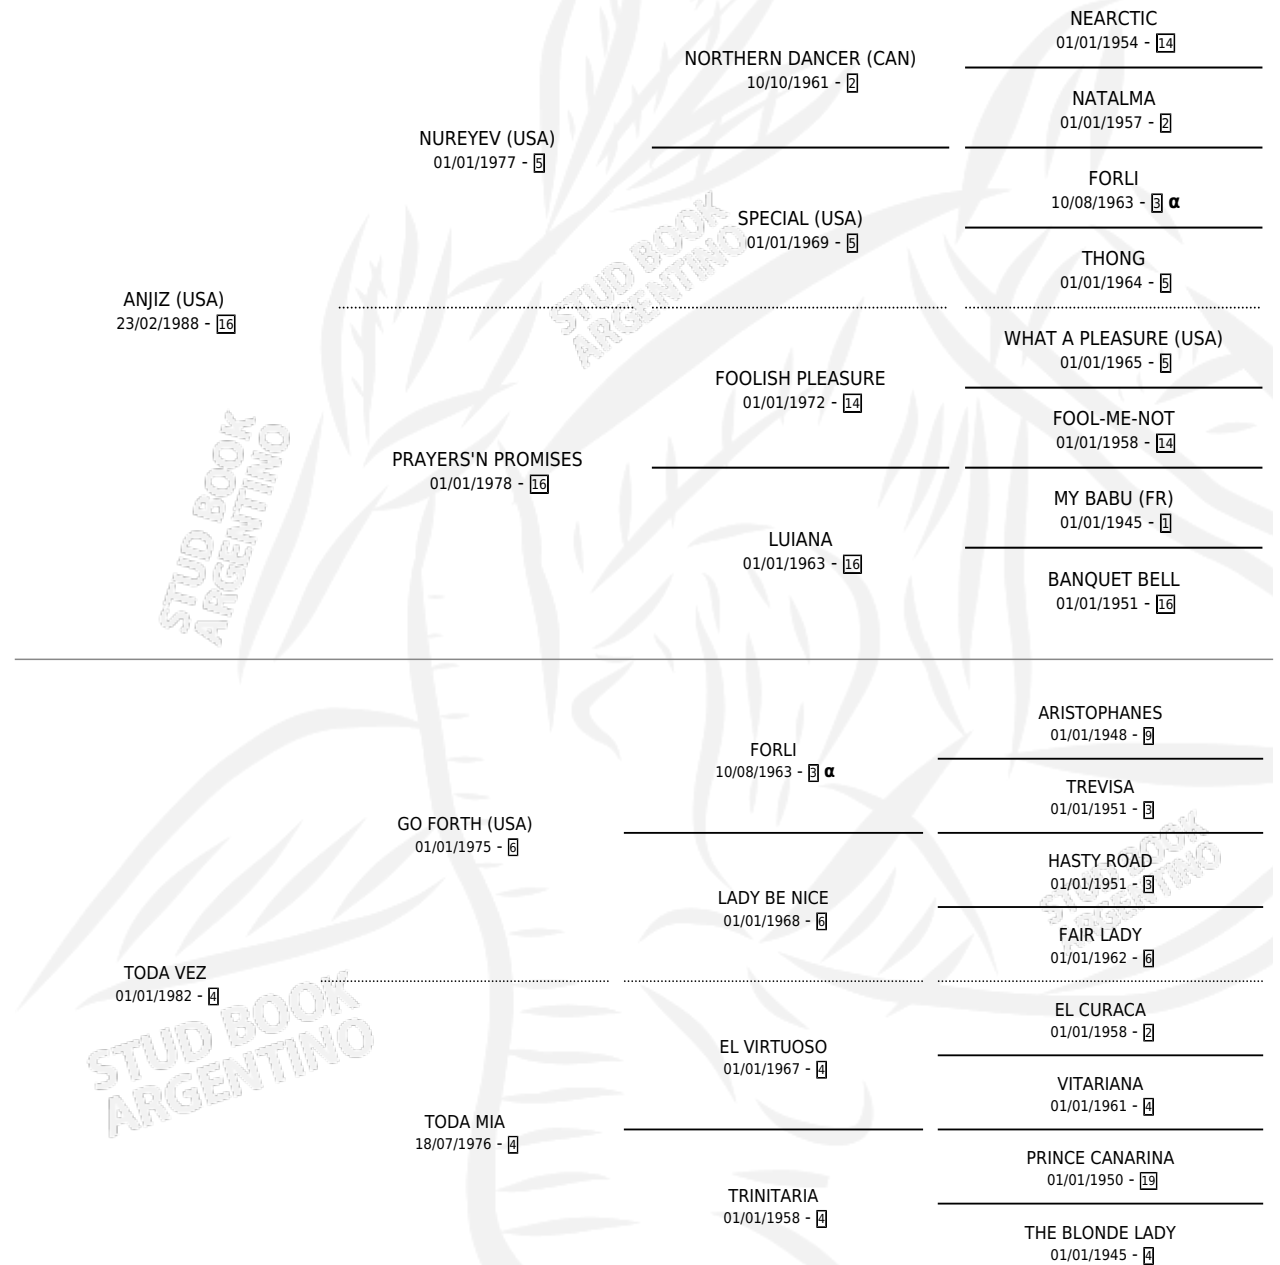 NEARCTIC
01/01/1954 - 14
NORTHERN DANCER (CAN)
10/10/1961 - 2
NATALMA
01/01/1957 - 2
NUREYEV (USA)
01/01/1977 - 5
FORLI
10/08/1963 - 3 α
SPECIAL (USA)
01/01/1969 - 5
THONG
01/01/1964 - 5
ANJIZ (USA)
23/02/1988 - 16
WHAT A PLEASURE (USA)
01/01/1965 - 5
FOOLISH PLEASURE
01/01/1972 - 14
FOOL-ME-NOT
01/01/1958 - 14
PRAYERS'N PROMISES
01/01/1978 - 16
MY BABU (FR)
01/01/1945 - 1
LUIANA
01/01/1963 - 16
BANQUET BELL
01/01/1951 - 16
ARISTOPHANES
01/01/1948 - 9
FORLI
10/08/1963 - 3 α
TREVISA
01/01/1951 - 3
GO FORTH (USA)
01/01/1975 - 6
HASTY ROAD
01/01/1951 - 3
LADY BE NICE
01/01/1968 - 6
FAIR LADY
01/01/1962 - 6
TODA VEZ
01/01/1982 - 4
EL CURACA
01/01/1958 - 2
EL VIRTUOSO
01/01/1967 - 4
VITARIANA
01/01/1961 - 4
TODA MIA
18/07/1976 - 4
PRINCE CANARINA
01/01/1950 - 19
TRINITARIA
01/01/1958 - 4
THE BLONDE LADY
01/01/1945 - 4
STUD BOOK
ARGENTINO
STUD BOOK
ARGENTINO
STUD BOOK
ARGENTINO
STUD BOOK
ARGENTINO